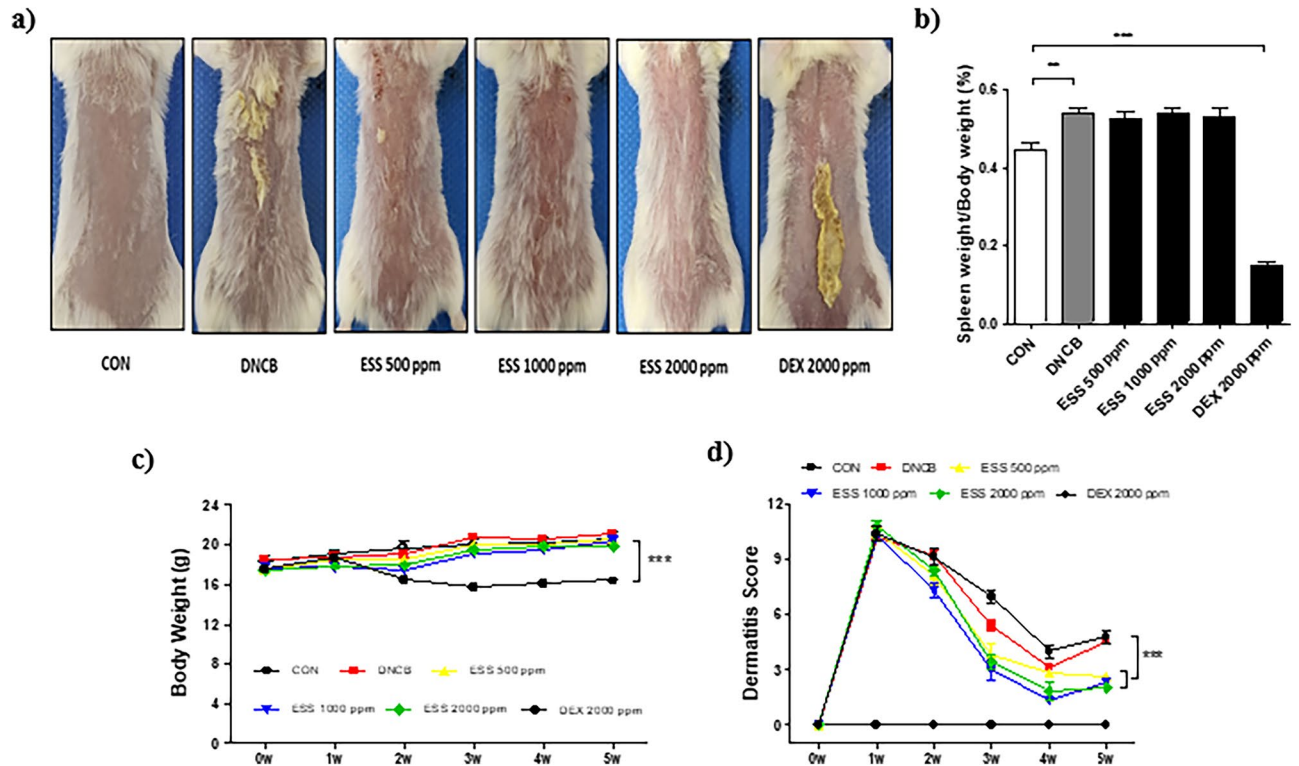 a)
CON
DNCB
ESS 500 ppm
ESS 1000 ppm
ESS 2000 ppm
DEX 2000 ppm
b)
***
**
Spleen weight/Body weight (%)
0.6
0.4
0.2
0.0
CON
DNCB
ESS 500 ppm
ESS 1000 ppm
ESS 2000 ppm
DEX 2000 ppm
c)
Body Weight (g)
24
20
16
12
8
4
0
***
CON DNCB ESS 500 ppm
ESS 1000 ppm ESS 2000 ppm DEX 2000 ppm
0w 1w 2w 3w 4w 5w
d)
CON DNCB ESS 500 ppm
ESS 1000 ppm ESS 2000 ppm DEX 2000 ppm
Dermatitis Score
12
9
6
3
0
***
0w 1w 2w 3w 4w 5w